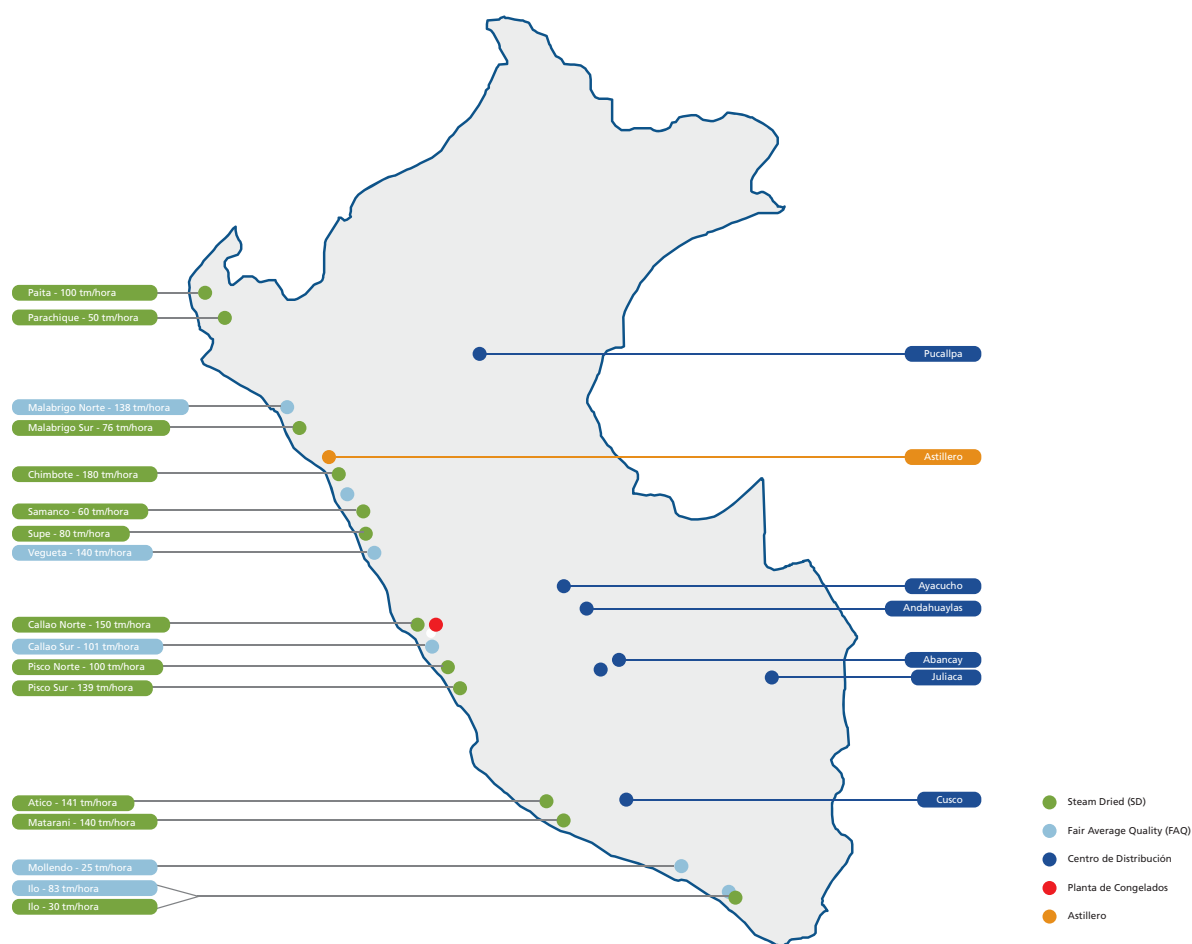 Paita - 100 tm/hora
Parachique - 50 tm/hora
Pucallpa
Malabrigo Norte - 138 tm/hora
Malabrigo Sur - 76 tm/hora
Astillero
Chimbote - 180 tm/hora
Samanco - 60 tm/hora
Supe - 80 tm/hora
Vegueta - 140 tm/hora
Ayacucho
Andahuaylas
Callao Norte - 150 tm/hora
Callao Sur - 101 tm/hora
Abancay
Pisco Norte - 100 tm/hora
Juliaca
Pisco Sur - 139 tm/hora
Atico - 141 tm/hora
Cusco
Matarani - 140 tm/hora
Mollendo - 25 tm/hora
Ilo - 83 tm/hora
Ilo - 30 tm/hora
Steam Dried (SD)
Fair Average Quality (FAQ)
Centro de Distribución
Planta de Congelados
Astillero